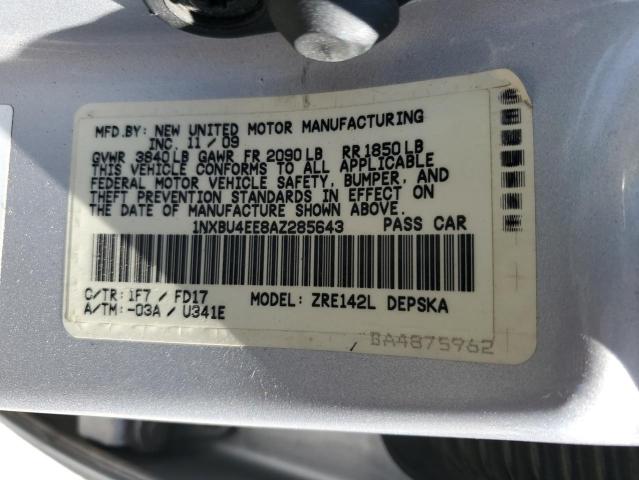 MFD.BY: NEW UNITED MOTOR MANUFACTURING
INC. 11/09
GVWR 3840LB GAWR FR 2090LB RR1850LB
THIS VEHICLE CONFORMS TO ALL APPLICABLE
FEDERAL MOTOR VEHICLE SAFETY, BUMPER, AND
THEFT PREVENTION STANDARDS IN EFFECT ON
THE DATE OF MANUFACTURE SHOWN ABOVE.
1NXBU4EE8AZ285643 PASS CAR
C/TR: 1F7 / FD17 MODEL: ZRE142L DEPSKA
A/TM: -03A / U341E
BA4875962